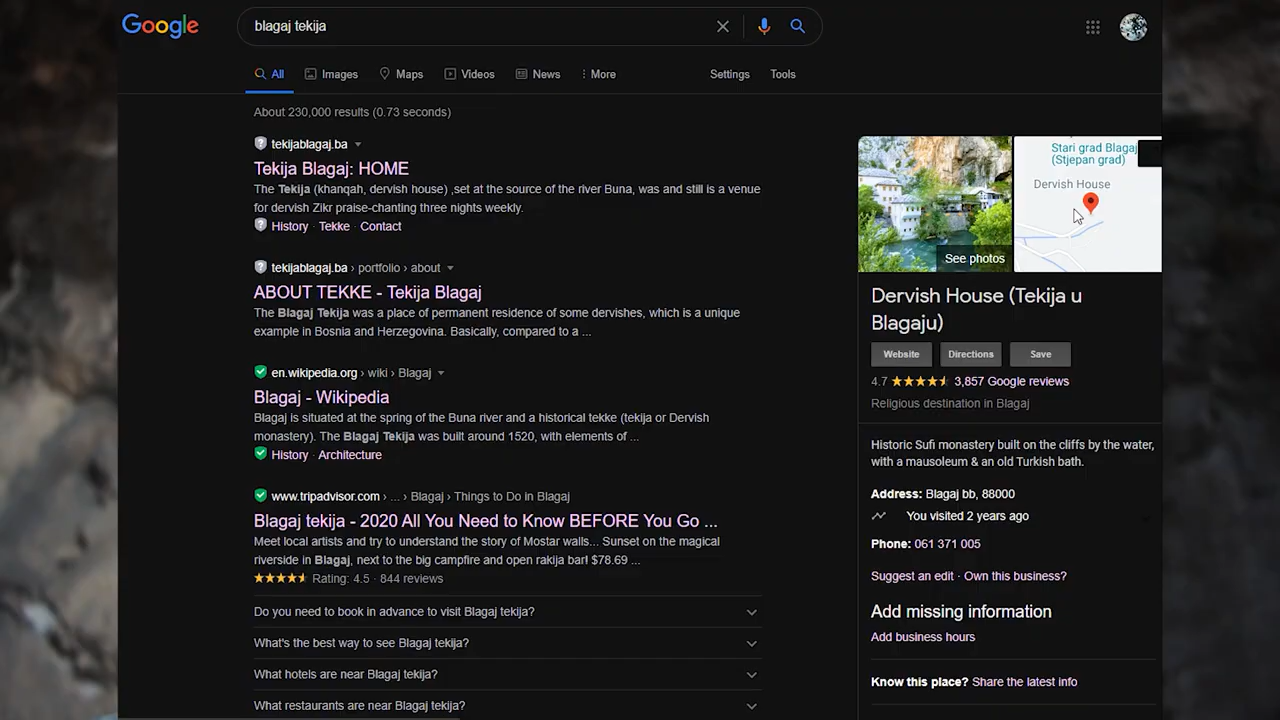 Google
blagaj tekija
All
Images
Maps
Videos
News
More
Settings
Tools
About 230,000 results (0.73 seconds)
tekijablagaj.ba
Tekija Blagaj: HOME
The Tekija (khanqah, dervish house) ,set at the source of the river Buna, was and still is a venue
for dervish Zikr praise-chanting three nights weekly.
History · Tekke · Contact
tekijablagaj.ba › portfolio › about
ABOUT TEKKE - Tekija Blagaj
The Blagaj Tekija was a place of permanent residence of some dervishes, which is a unique
example in Bosnia and Herzegovina. Basically, compared to a ...
en.wikipedia.org › wiki › Blagaj
Blagaj - Wikipedia
Blagaj is situated at the spring of the Buna river and a historical tekke (tekija or Dervish
monastery). The Blagaj Tekija was built around 1520, with elements of ...
History · Architecture
www.tripadvisor.com › ... › Blagaj › Things to Do in Blagaj
Blagaj tekija - 2020 All You Need to Know BEFORE You Go ...
Meet local artists and try to understand the story of Mostar walls... Sunset on the magical
riverside in Blagaj, next to the big campfire and open rakija bar! $78.69 ...
Rating: 4.5 · 844 reviews
Do you need to book in advance to visit Blagaj tekija?
What's the best way to see Blagaj tekija?
What hotels are near Blagaj tekija?
What restaurants are near Blagaj tekija?
See photos
Stari grad Blagaj
(Stjepan grad)
Dervish House
Dervish House (Tekija u
Blagaju)
Website
Directions
Save
4.7
3,857 Google reviews
Religious destination in Blagaj
Historic Sufi monastery built on the cliffs by the water,
with a mausoleum & an old Turkish bath.
Address: Blagaj bb, 88000
You visited 2 years ago
Phone: 061 371 005
Suggest an edit · Own this business?
Add missing information
Add business hours
Know this place? Share the latest info